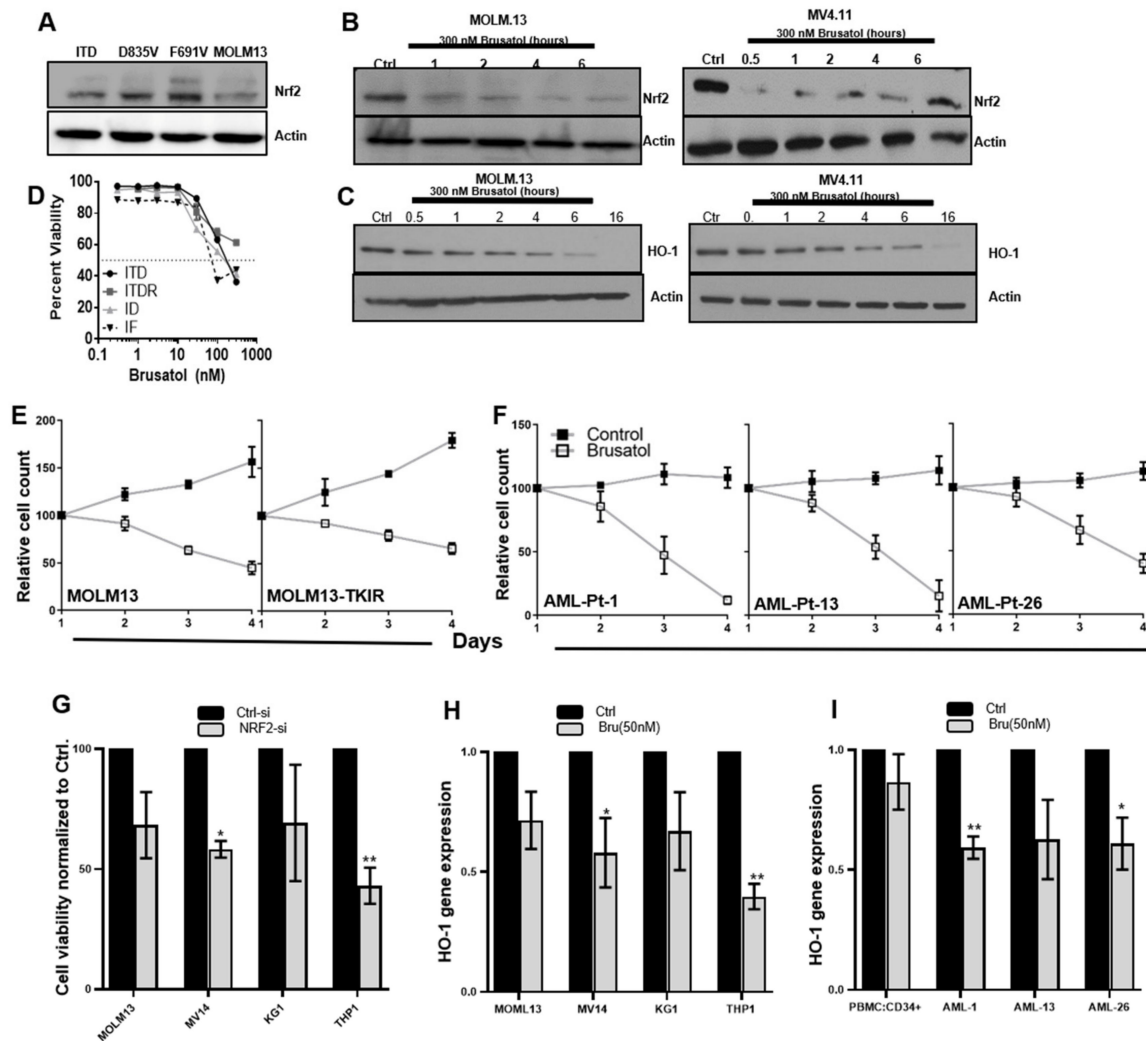 A
ITD D835V F691V MOLM13
Nrf2
Actin
B
MOLM.13
300 nM Brusatol (hours)
Ctrl 1 2 4 6
Nrf2
Actin
MV4.11
300 nM Brusatol (hours)
Ctrl 0.5 1 2 4 6
Nrf2
Actin
C
MOLM.13
300 nM Brusatol (hours)
Ctrl 0.5 1 2 4 6 16
HO-1
Actin
MV4.11
300 nM Brusatol (hours)
Ctr 0. 1 2 4 6 16
HO-1
Actin
D
Percent Viability
100
80
60
40
20
0
ITD
ITDR
ID
IF
0.1 1 10 100 1000
Brusatol (nM)
E
Relative cell count
200
150
100
50
0
MOLM13
MOLM13-TKIR
1 2 3 4 1 2 3 4
F
Relative cell count
150
100
50
0
Control
Brusatol
AML-Pt-1
AML-Pt-13
AML-Pt-26
1 2 3 4 1 2 3 4 1 2 3 4
Days
G
Ctrl-si
NRF2-si
Cell viability normalized to Ctrl.
100
50
0
* **
MOLM13 MV14 KG1 THP1
H
Ctrl
Bru(50nM)
HO-1 gene expression
1.0
0.5
0.0
* **
MOML13 MV14 KG1 THP1
I
Ctrl
Bru(50nM)
HO-1 gene expression
1.0
0.5
0.0
** *
PBMC:CD34+ AML-1 AML-13 AML-26